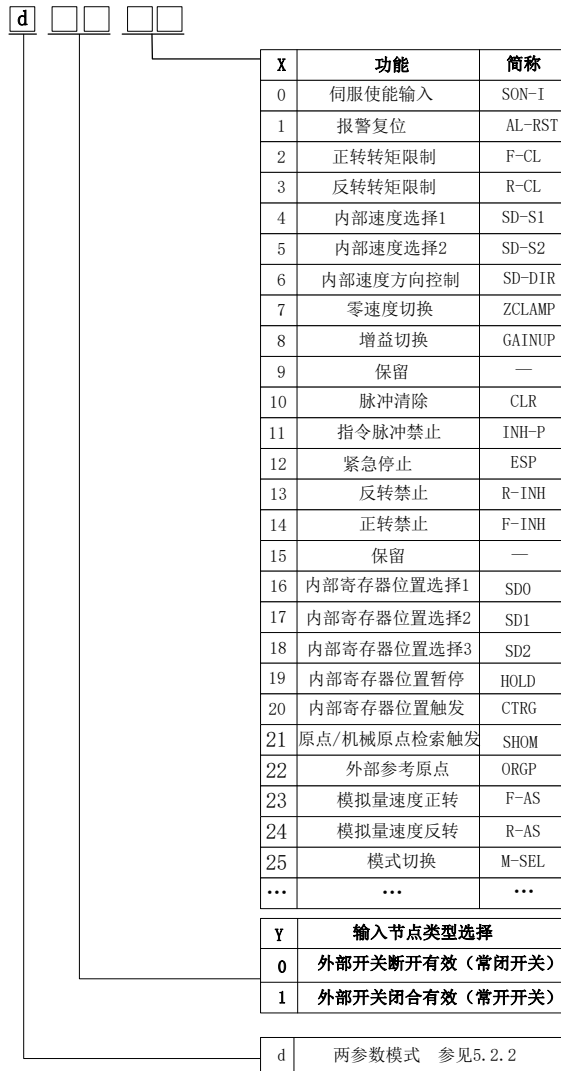 d
X 功能 简称
0 伺服使能输入 SON-I
1 报警复位 AL-RST
2 正转转矩限制 F-CL
3 反转转矩限制 R-CL
4 内部速度选择1 SD-S1
5 内部速度选择2 SD-S2
6 内部速度方向控制 SD-DIR
7 零速度切换 ZCLAMP
8 增益切换 GAINUP
9 保留 —
10 脉冲清除 CLR
11 指令脉冲禁止 INH-P
12 紧急停止 ESP
13 反转禁止 R-INH
14 正转禁止 F-INH
15 保留 —
16 内部寄存器位置选择1 SD0
17 内部寄存器位置选择2 SD1
18 内部寄存器位置选择3 SD2
19 内部寄存器位置暂停 HOLD
20 内部寄存器位置触发 CTRG
21 原点/机械原点检索触发 SHOM
22 外部参考原点 ORGP
23 模拟量速度正转 F-AS
24 模拟量速度反转 R-AS
25 模式切换 M-SEL
… … …
Y 输入节点类型选择
0 外部开关断开有效（常闭开关）
1 外部开关闭合有效（常开开关）
d 两参数模式 参见5.2.2